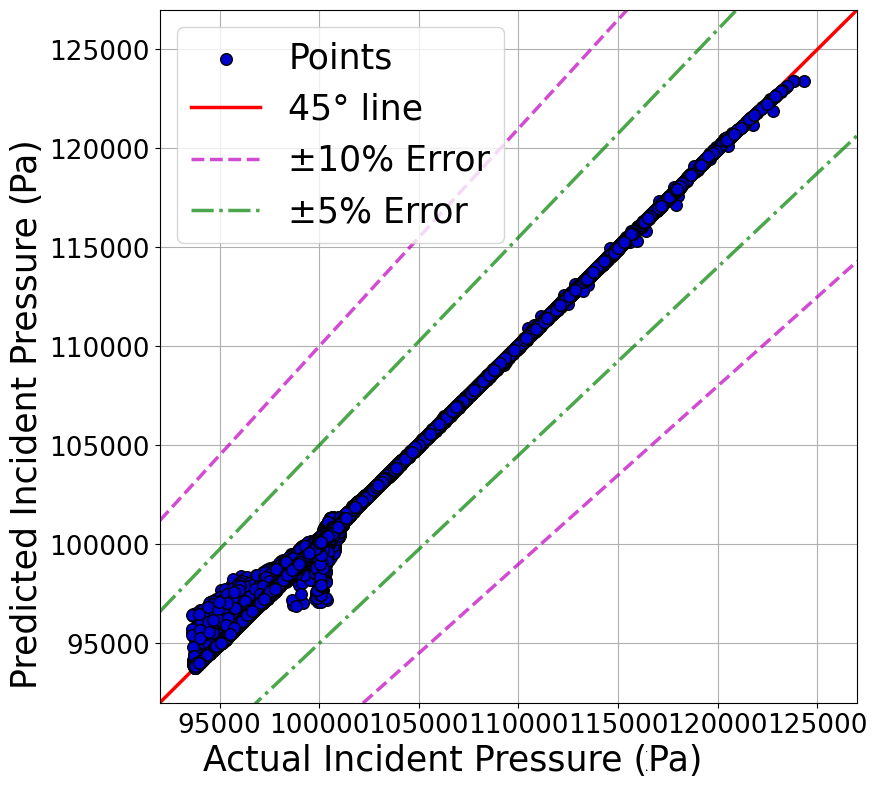 Points
45° line
±10% Error
±5% Error
125000
120000
115000
110000
105000
100000
95000
Predicted Incident Pressure (Pa)
95000 100000 105000 110000 115000 120000 125000
Actual Incident Pressure (Pa)